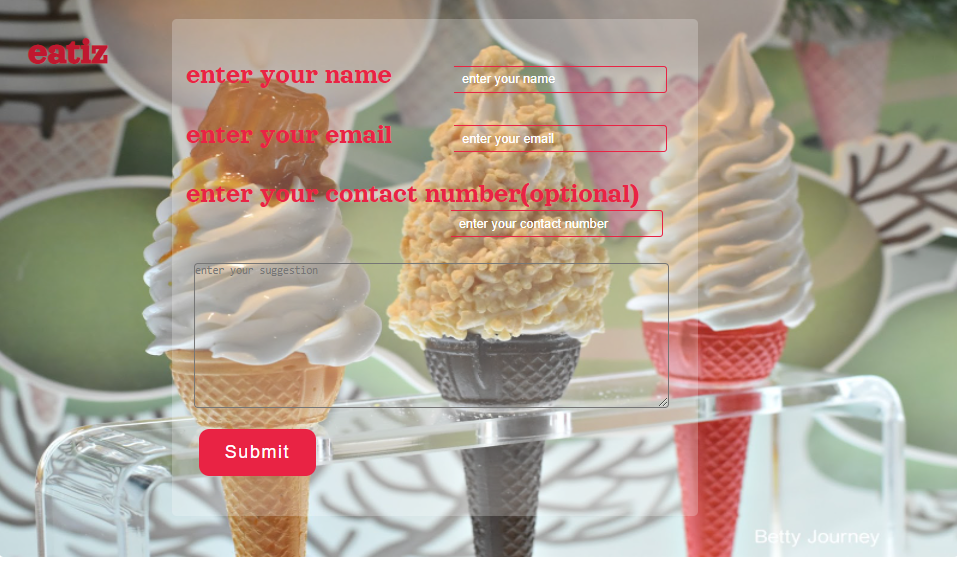 eatiz
enter your name
enter your name
enter your email
enter your email
enter your contact number(optional)
enter your contact number
enter your suggestion
Submit
Betty Journey